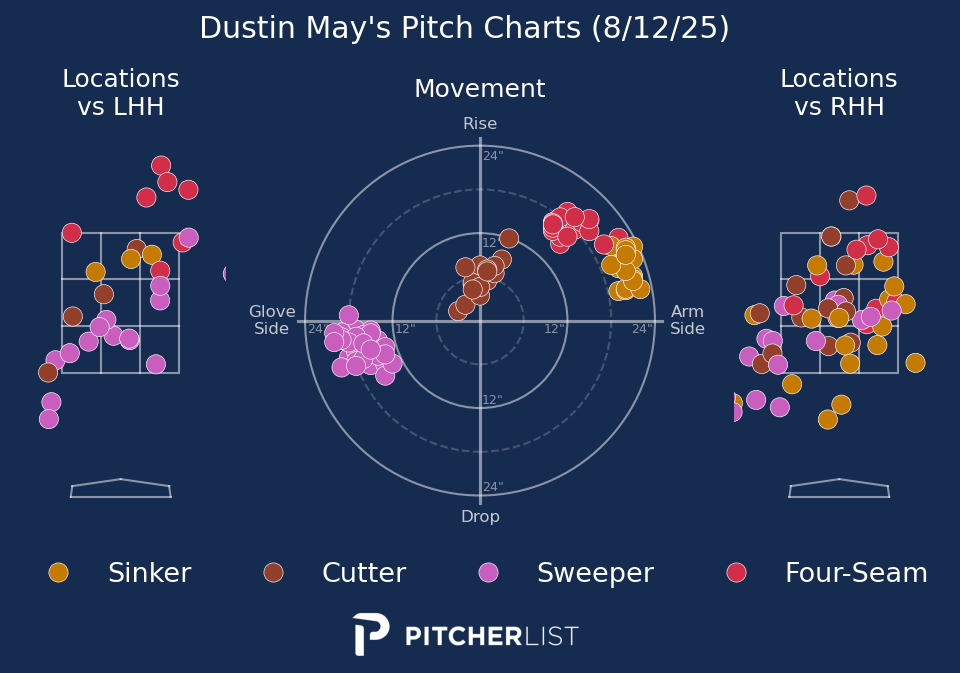 Dustin May's Pitch Charts (8/12/25)
Locations
vs LHH
Movement
Locations
vs RHH
Rise
24"
12"
Glove
Side
24"
12"
12"
24"
Arm
Side
12"
24"
Drop
Sinker
Cutter
Sweeper
Four-Seam
PITCHERLIST